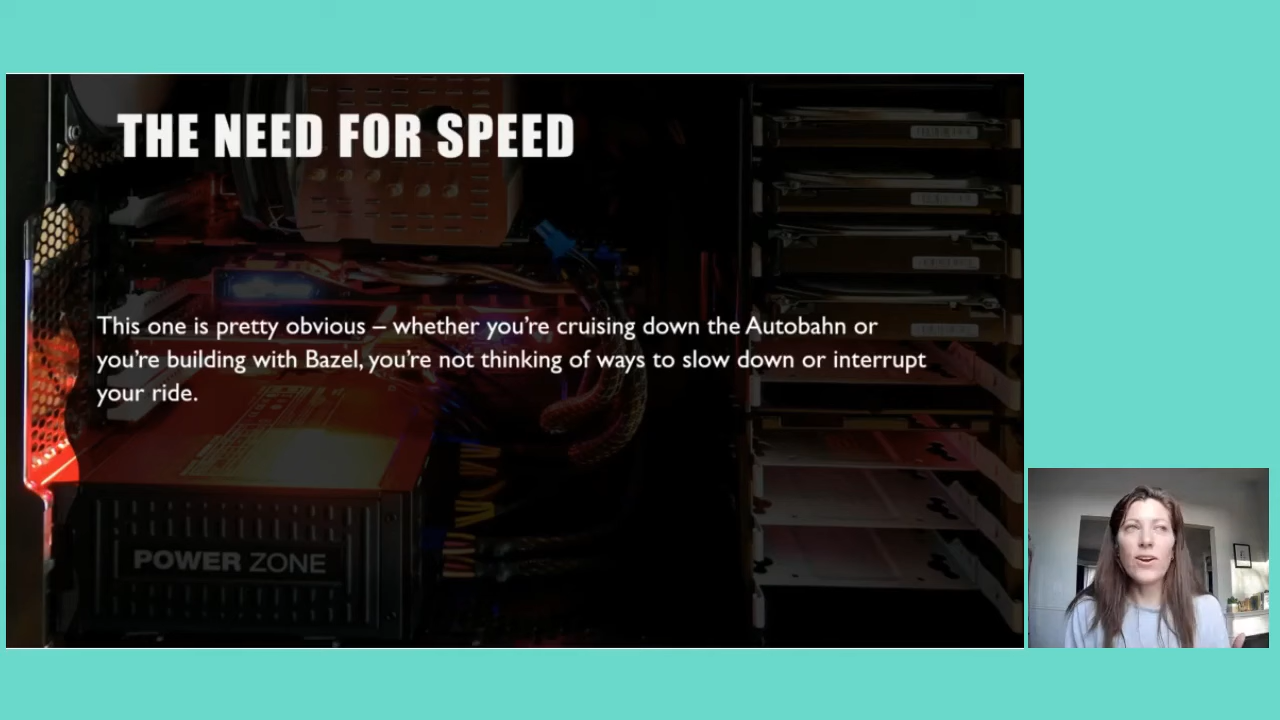 THE NEED FOR SPEED
This one is pretty obvious – whether you're cruising down the Autobahn or
you're building with Bazel, you're not thinking of ways to slow down or interrupt
your ride.
POWER ZONE